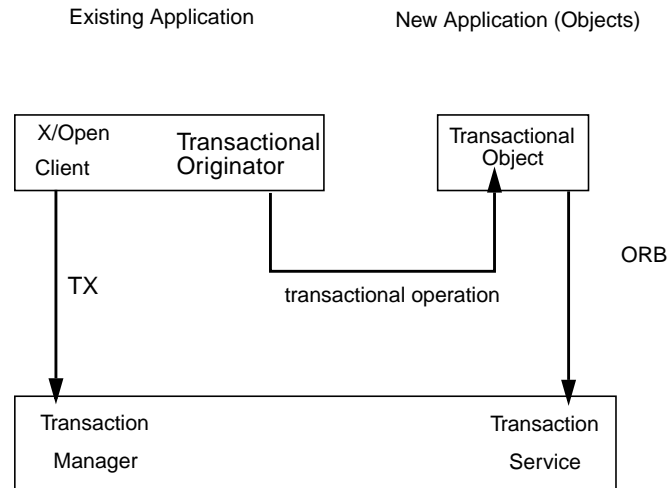 Existing Application
New Application (Objects)
X/Open
Client
Transactional
Originator
Transactional
Object
TX
transactional operation
ORB
Transaction
Manager
Transaction
Service